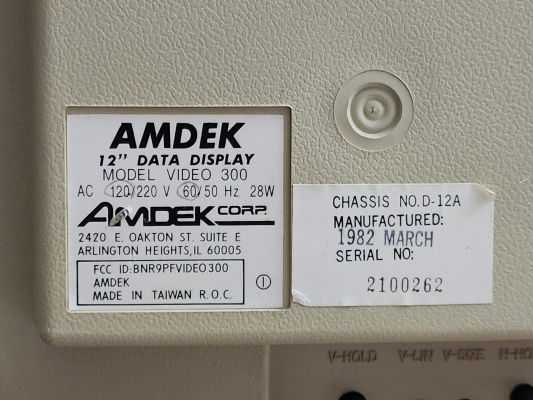 AMDEK
12" DATA DISPLAY
MODEL VIDEO 300
AC 120/220 V 60/50 Hz 28W
AMDEK CORP.
2420 E. OAKTON ST. SUITE E
ARLINGTON HEIGHTS, IL 60005
FCC ID: BNR9PFVIDEO300
AMDEK
MADE IN TAIWAN R.O.C.
1
CHASSIS NO. D-12A
MANUFACTURED:
1982 MARCH
SERIAL NO:
2100262
V-HOLD V-LIN V-SIZE H-HO